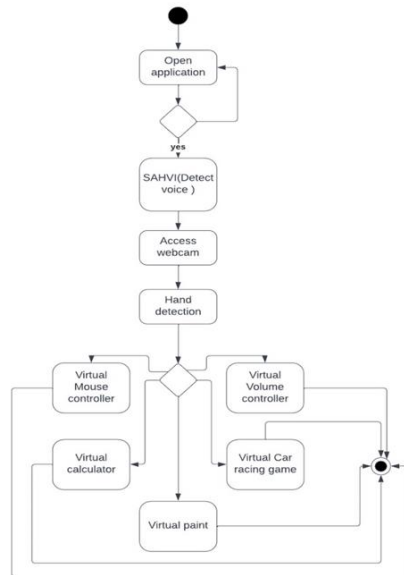 Open
application
yes
SAHVI(Detect
voice )
Access
webcam
Hand
detection
Virtual
Mouse
controller
Virtual
Volume
controller
Virtual
calculator
Virtual Car
racing game
Virtual paint